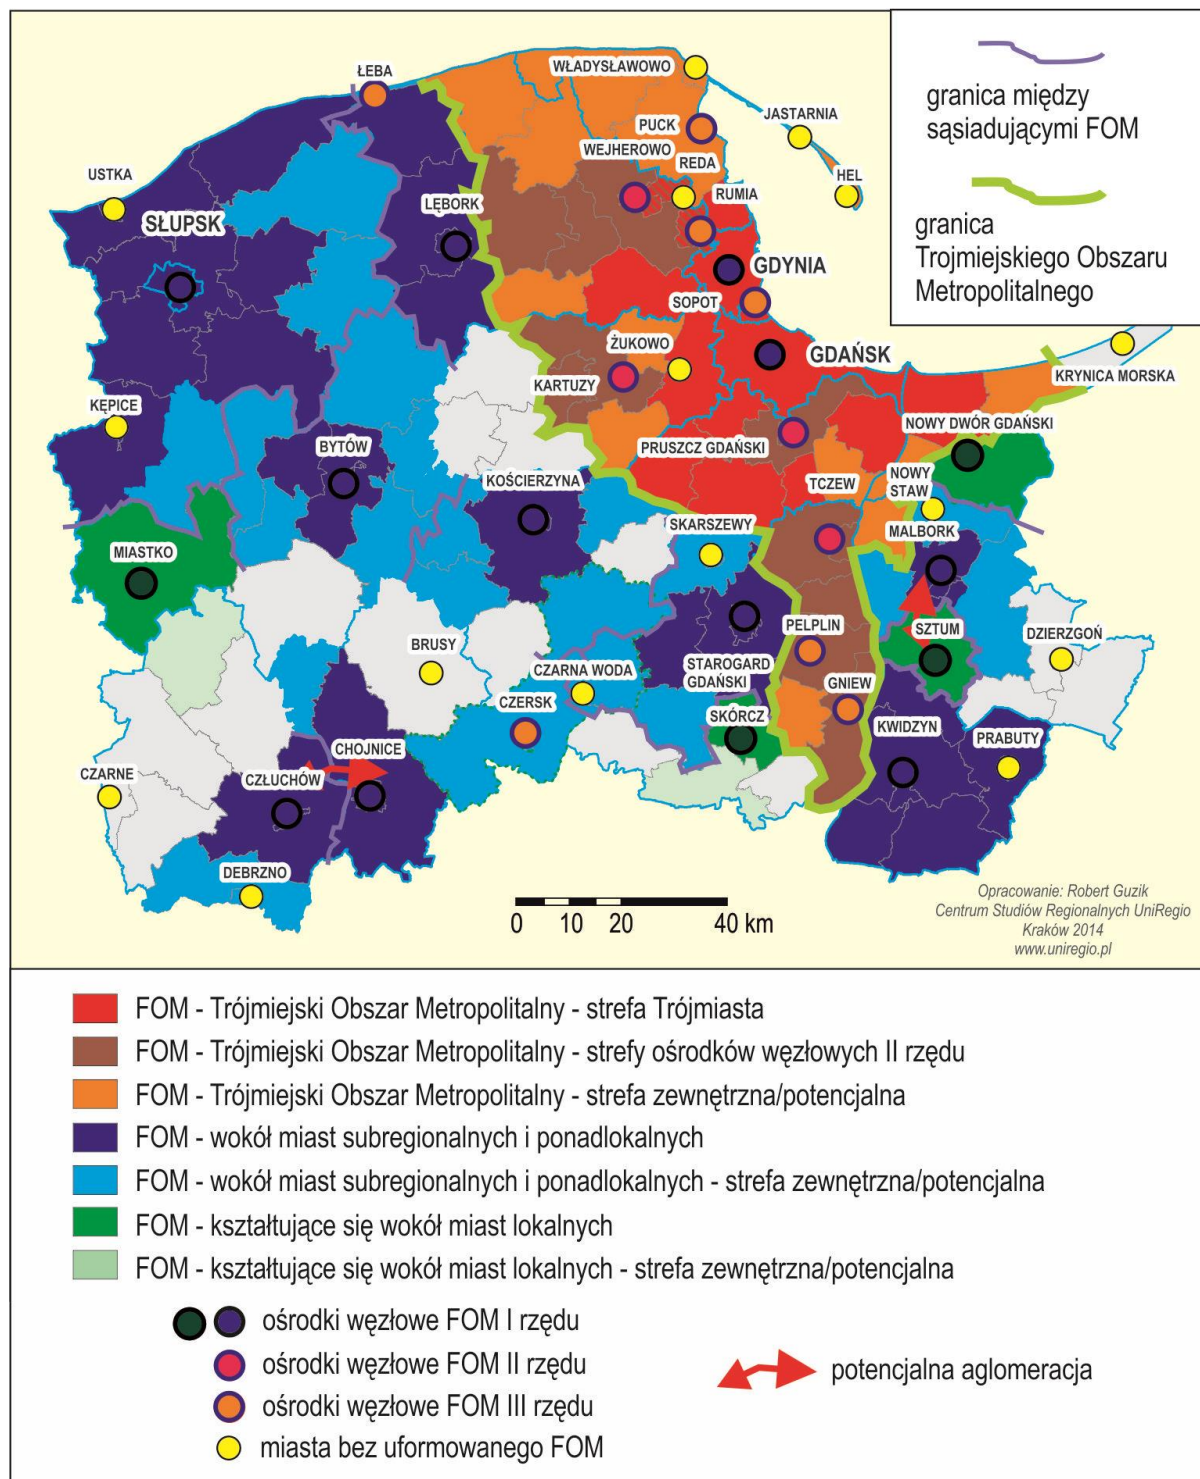 granica między
sąsiadującymi FOM
granica
Trojmiejskiego Obszaru
Metropolitalnego
WŁADYSŁAWOWO
ŁEBA
JASTARNIA
PUCK
WEJHEROWO
REDA
HEL
USTKA
RUMIA
LĘBORK
SŁUPSK
GDYNIA
SOPOT
ŻUKOWO
GDAŃSK
KRYNICA MORSKA
KARTUZY
KĘPICE
NOWY DWÓR GDAŃSKI
BYTÓW
PRUSZCZ GDAŃSKI
KOŚCIERZYNA
TCZEW
NOWY
STAW
SKARSZEWY
MALBORK
MIASTKO
PELPLIN
SZTUM
DZIERZGOŃ
BRUSY
CZARNA WODA
STAROGARD
GDAŃSKI
GNIEW
CZERSK
SKÓRCZ
KWIDZYN
PRABUTY
CHOJNICE
CZARNE
CZŁUCHÓW
DEBRZNO
0 10 20 40 km
Opracowanie: Robert Guzik
Centrum Studiów Regionalnych UniRegio
Kraków 2014
www.uniregio.pl
FOM - Trójmiejski Obszar Metropolitalny - strefa Trójmiasta
FOM - Trójmiejski Obszar Metropolitalny - strefy ośrodków węzłowych II rzędu
FOM - Trójmiejski Obszar Metropolitalny - strefa zewnętrzna/potencjalna
FOM - wokół miast subregionalnych i ponadlokalnych
FOM - wokół miast subregionalnych i ponadlokalnych - strefa zewnętrzna/potencjalna
FOM - kształtujące się wokół miast lokalnych
FOM - kształtujące się wokół miast lokalnych - strefa zewnętrzna/potencjalna
ośrodki węzłowe FOM I rzędu
ośrodki węzłowe FOM II rzędu
potencjalna aglomeracja
ośrodki węzłowe FOM III rzędu
miasta bez uformowanego FOM